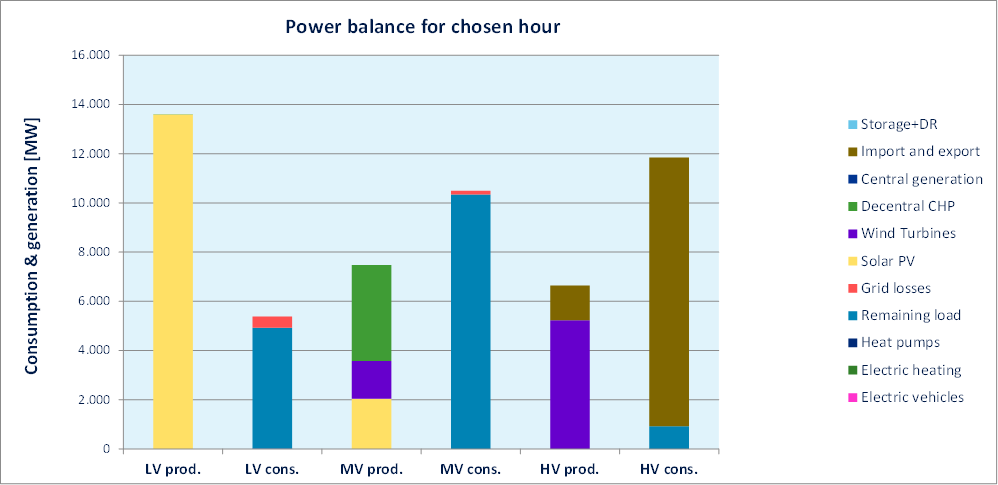 Power balance for chosen hour
Consumption & generation [MW]
16.000
14.000
12.000
10.000
8.000
6.000
4.000
2.000
0
LV prod.
LV cons.
MV prod.
MV cons.
HV prod.
HV cons.
Storage+DR
Import and export
Central generation
Decentral CHP
Wind Turbines
Solar PV
Grid losses
Remaining load
Heat pumps
Electric heating
Electric vehicles